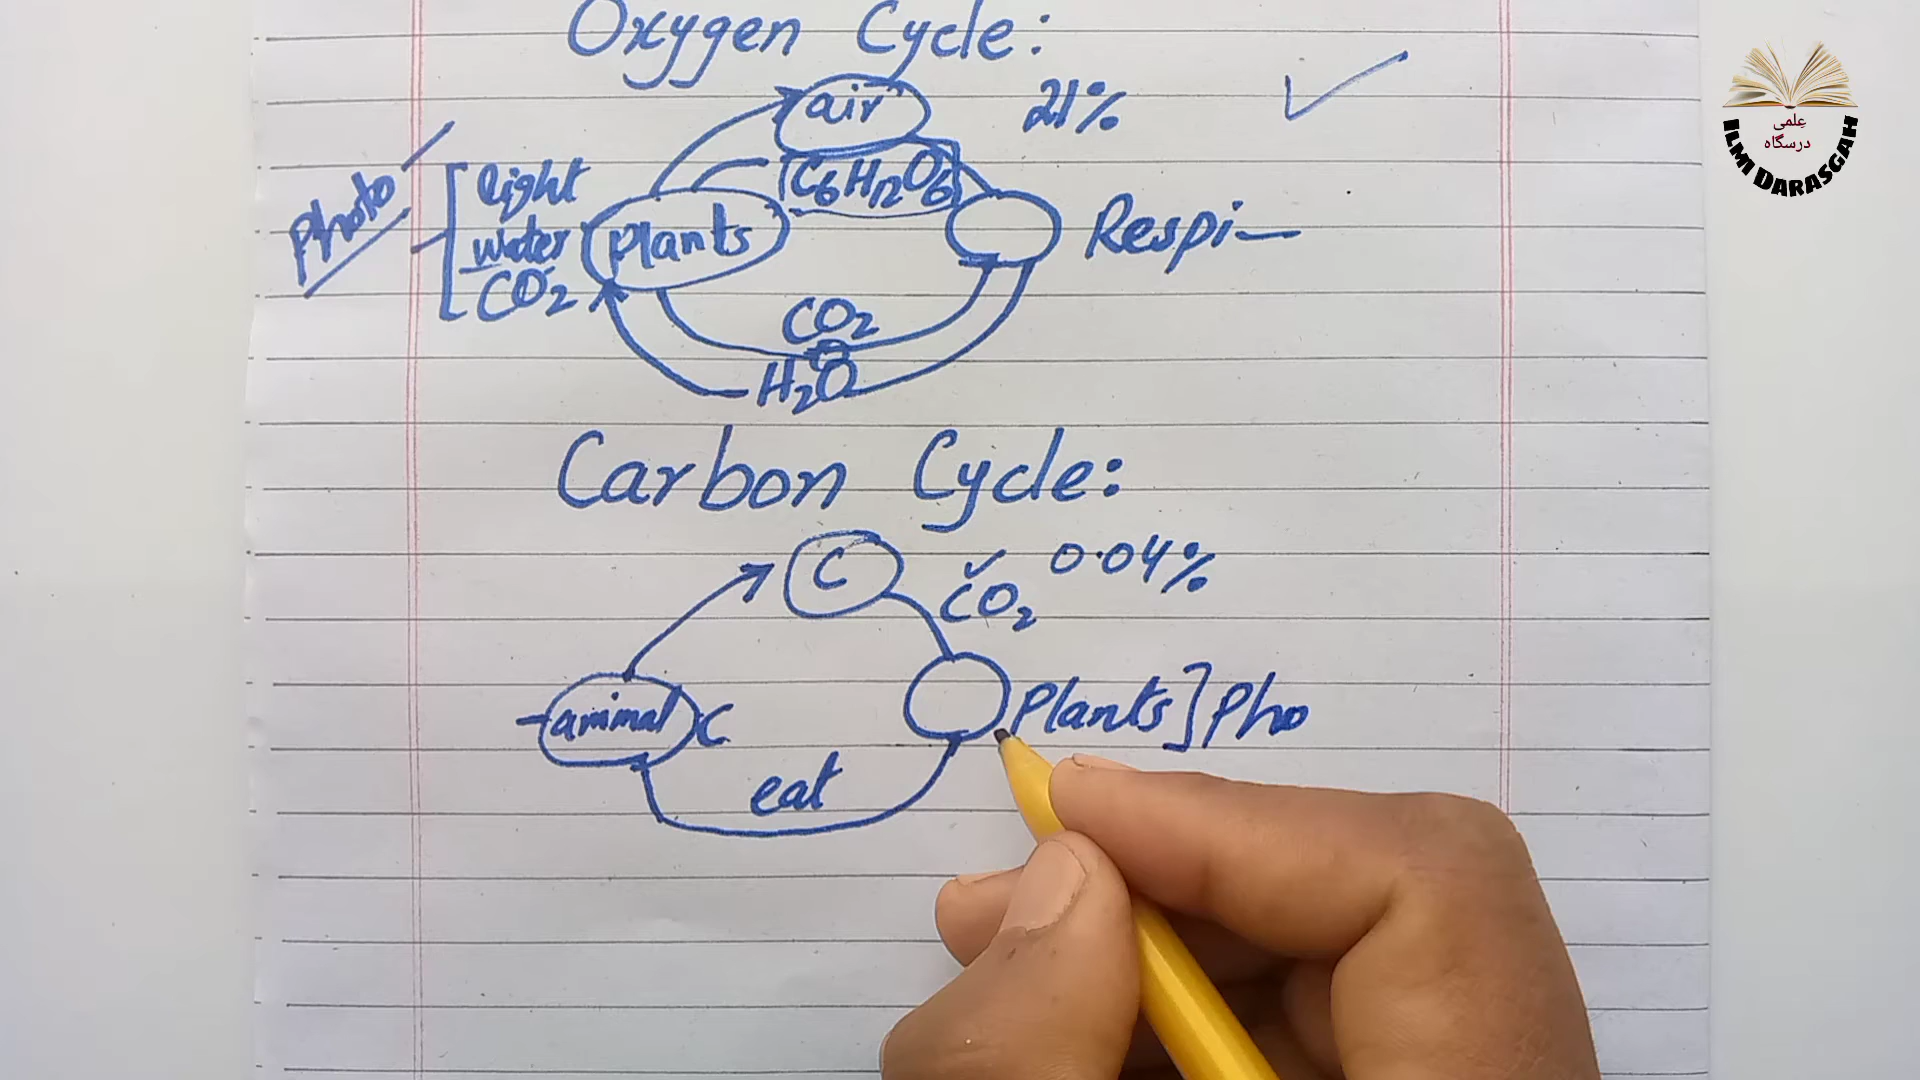 Oxygen Cycle:
air 21%
C6H12O6
Photo
light
water
CO2
plants
Respi
CO2
H2O
Carbon Cycle:
C
CO2 0.04%
animal C
Plants] Pho
eat
عِلمی
درسگاہ
ILMI DARASGAH